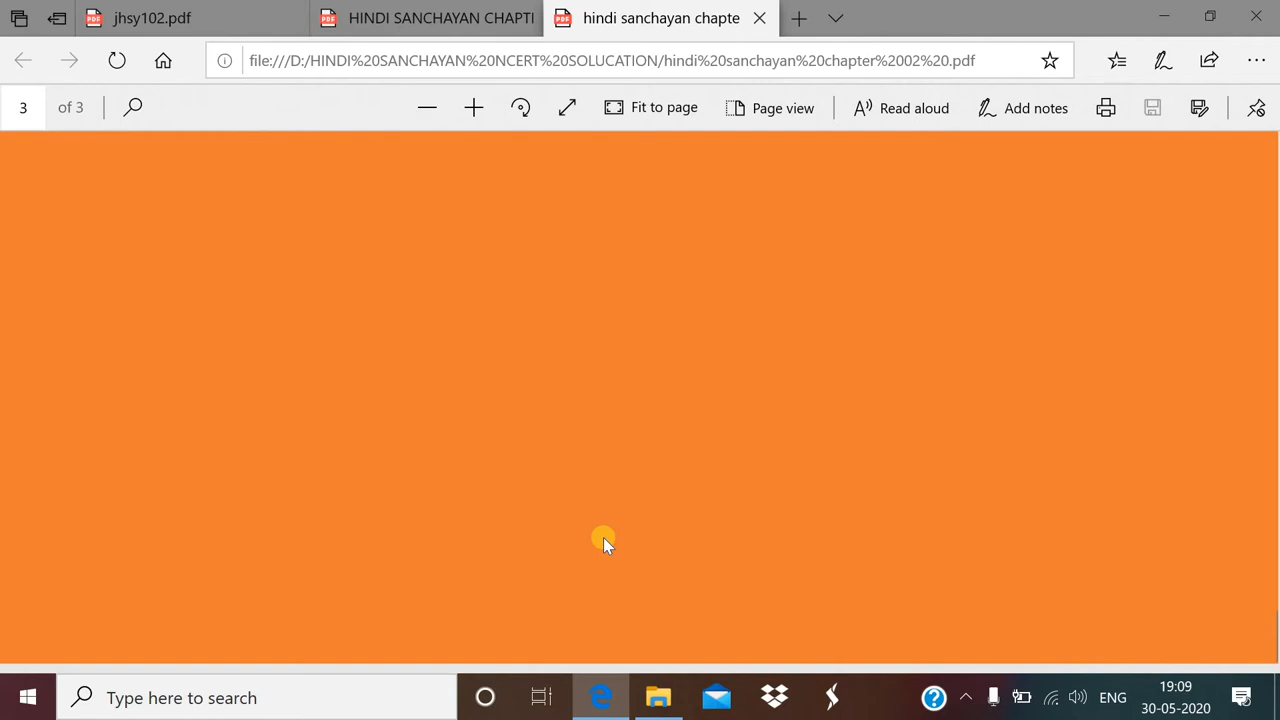 jhsy102.pdf
HINDI SANCHAYAN CHAPTI
hindi sanchayan chapte
file:///D:/HINDI%20SANCHAYAN%20NCERT%20SOLUCATION/hindi%20sanchayan%20chapter%2002%20.pdf
3 of 3
Fit to page
Page view
Read aloud
Add notes
Type here to search
ENG
19:09
30-05-2020